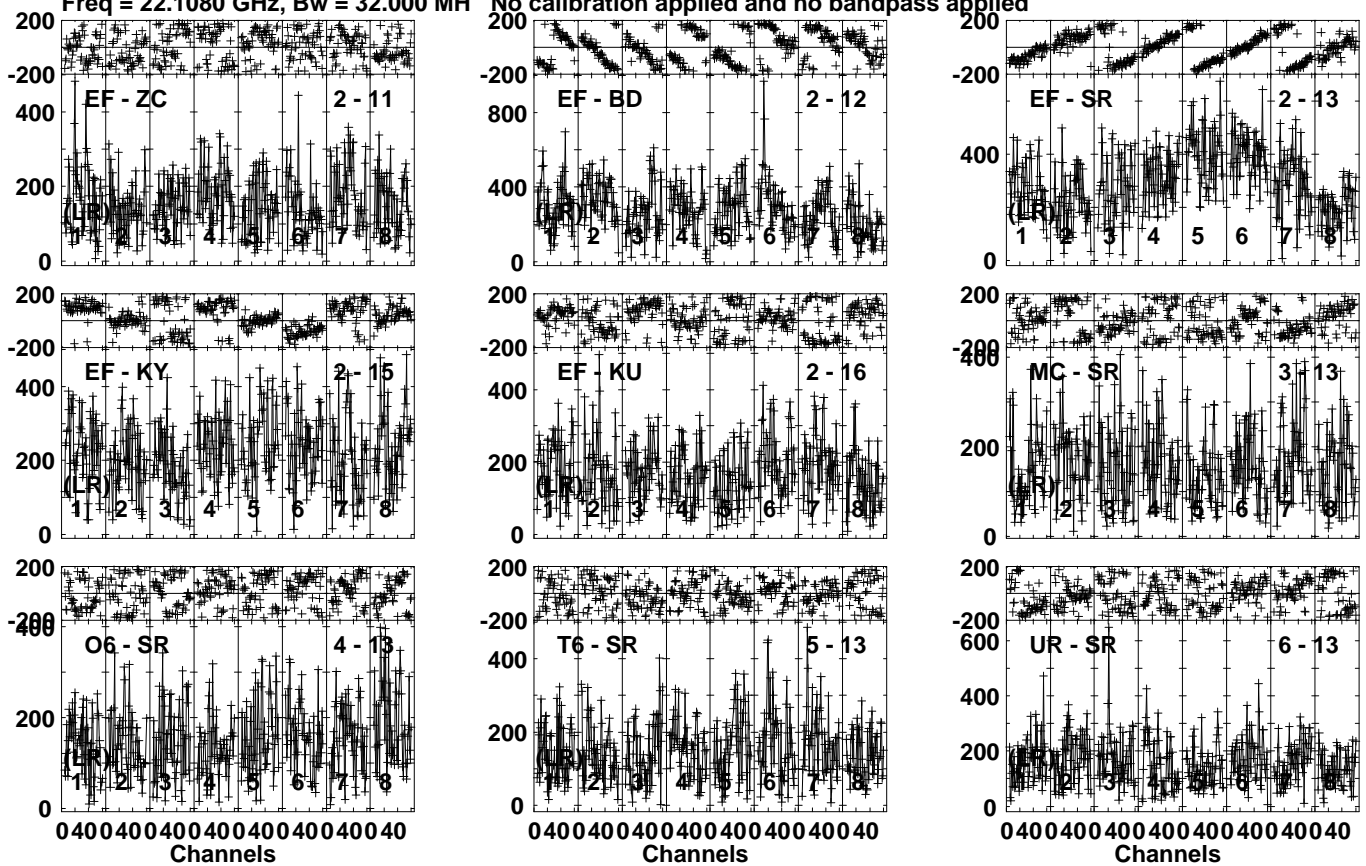 Freq = 22.1080 GHz, Bw = 32.000 MH No calibration applied and no bandpass applied
200
-200
EF - ZC 2 - 11
400
200
(LR)
1 2 3 4 5 6 7 8
0
200
-200
EF - BD 2 - 12
800
400
(LR)
1 2 3 4 5 6 7 8
0
200
-200
EF - SR 2 - 13
400
(LR)
1 2 3 4 5 6 7 8
0
200
-200
EF - KY 2 - 15
400
200
(LR)
1 2 3 4 5 6 7 8
0
200
-200
EF - KU 2 - 16
400
200
(LR)
1 2 3 4 5 6 7 8
0
200
-200
400
MC - SR 3 - 13
200
(LR)
1 2 3 4 5 6 7 8
0
200
-200
400
O6 - SR 4 - 13
200
(LR)
1 2 3 4 5 6 7 8
0
0 40 0 40 0 40 0 40 0 40 0 40 0 40 0 40
Channels
200
-200
T6 - SR 5 - 13
400
200
(LR)
1 2 3 4 5 6 7 8
0
0 40 0 40 0 40 0 40 0 40 0 40 0 40 0 40
Channels
200
-200
UR - SR 6 - 13
600
400
200
(LR)
1 2 3 4 5 6 7 8
0
0 40 0 40 0 40 0 40 0 40 0 40 0 40 0 40
Channels